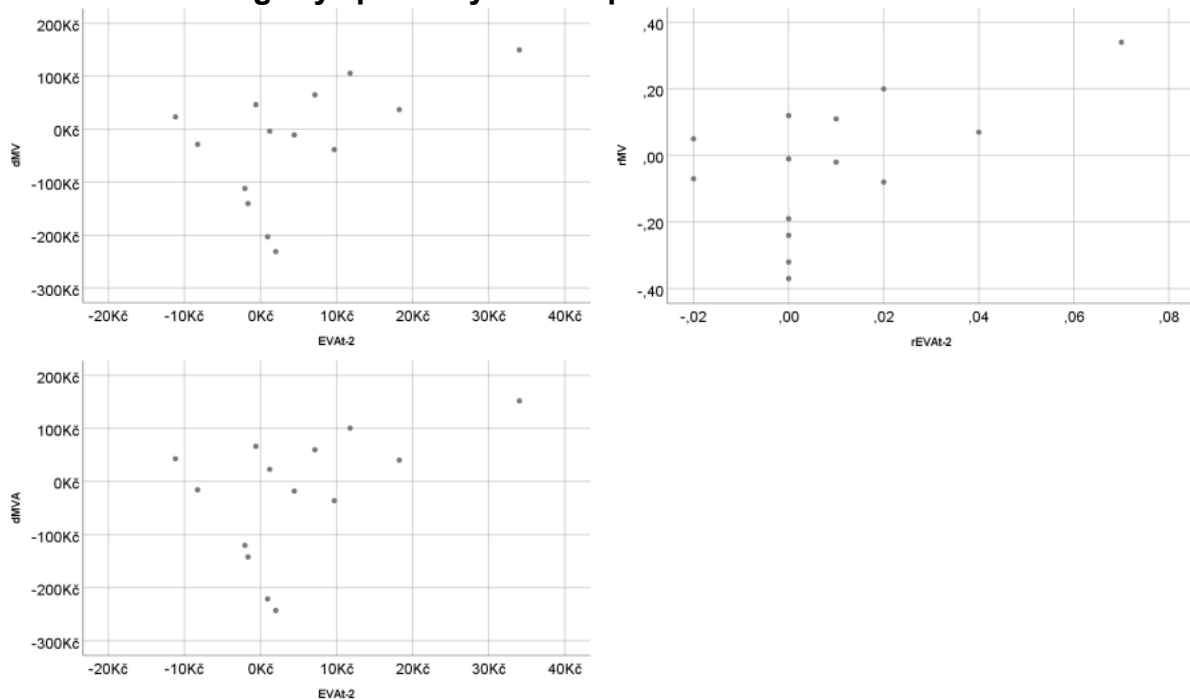 200Kč
100Kč
0Kč
-100Kč
-200Kč
-300Kč
dMV
-20Kč -10Kč 0Kč 10Kč 20Kč 30Kč 40Kč
EVAt-2
,40
,20
,00
-,20
-,40
rMV
-,02 ,00 ,02 ,04 ,06 ,08
rEVAt-2
200Kč
100Kč
0Kč
-100Kč
-200Kč
-300Kč
dMVA
-20Kč -10Kč 0Kč 10Kč 20Kč 30Kč 40Kč
EVAt-2